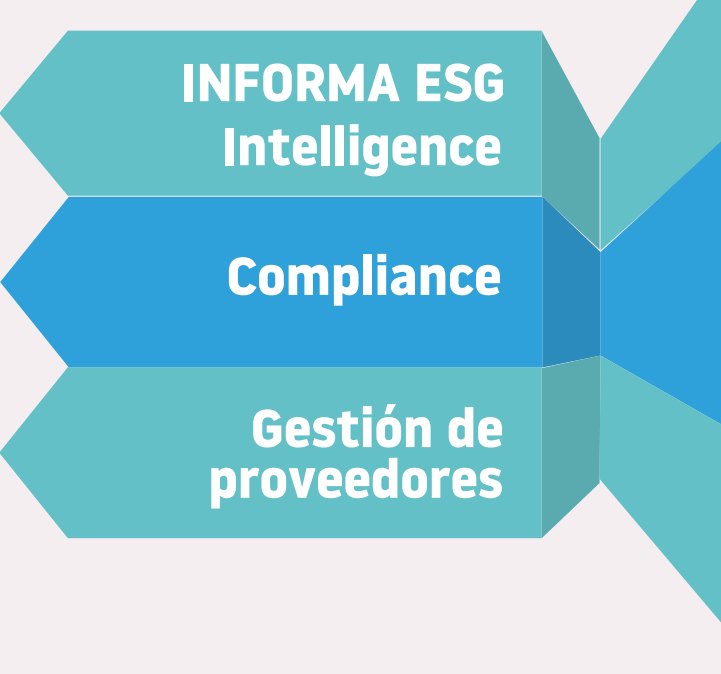 INFORMA ESG
Intelligence
Compliance
Gestión de
proveedores